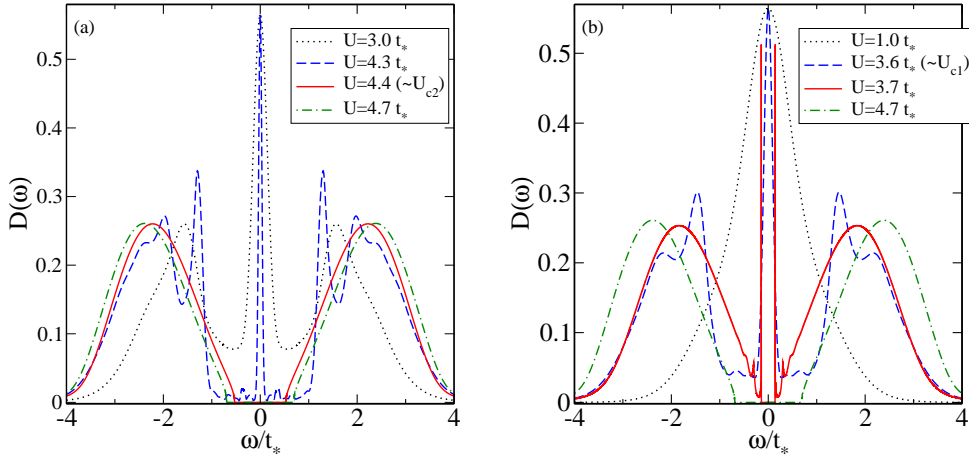 (a)
U=3.0 t*
U=4.3 t*
U=4.4 (~Uc2)
U=4.7 t*
D(ω)
0.5
0.4
0.3
0.2
0.1
0
-4 -2 0 2 4
ω/t*
(b)
U=1.0 t*
U=3.6 t* (~Uc1)
U=3.7 t*
U=4.7 t*
D(ω)
0.5
0.4
0.3
0.2
0.1
0
-4 -2 0 2 4
ω/t*